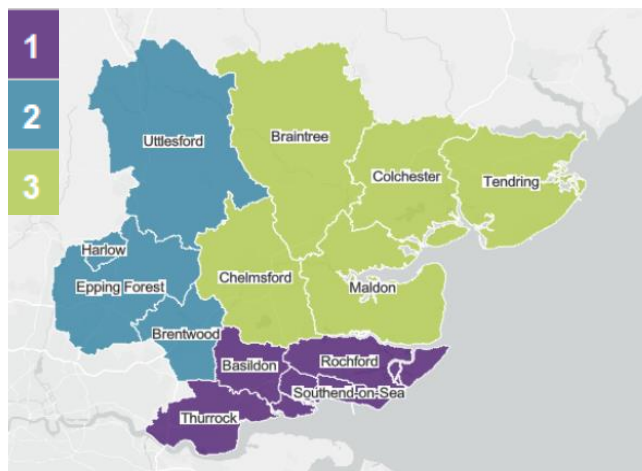 1
2
3
Uttlesford
Braintree
Colchester
Tendring
Harlow
Epping Forest
Chelmsford
Maldon
Brentwood
Basildon
Rochford
Southend-on-Sea
Thurrock